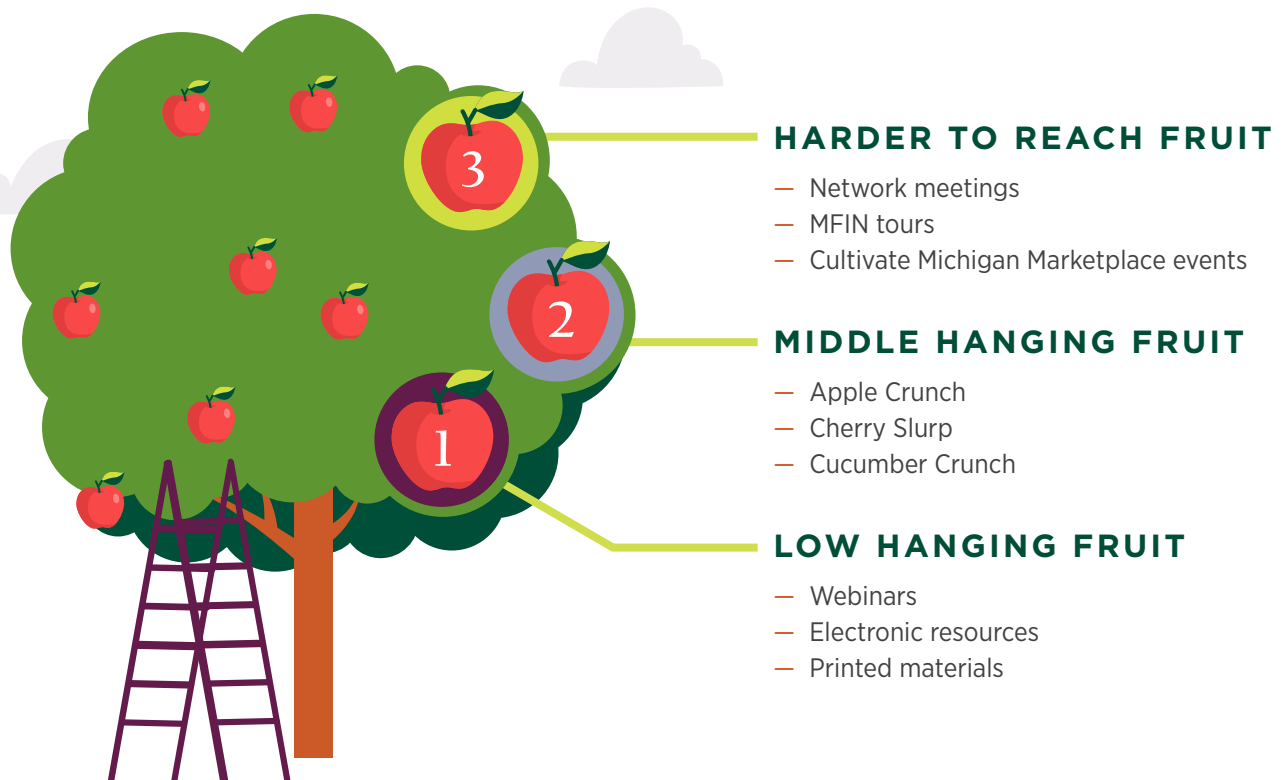 3
HARDER TO REACH FRUIT
— Network meetings
— MFIN tours
— Cultivate Michigan Marketplace events
2
MIDDLE HANGING FRUIT
— Apple Crunch
— Cherry Slurp
— Cucumber Crunch
1
LOW HANGING FRUIT
— Webinars
— Electronic resources
— Printed materials